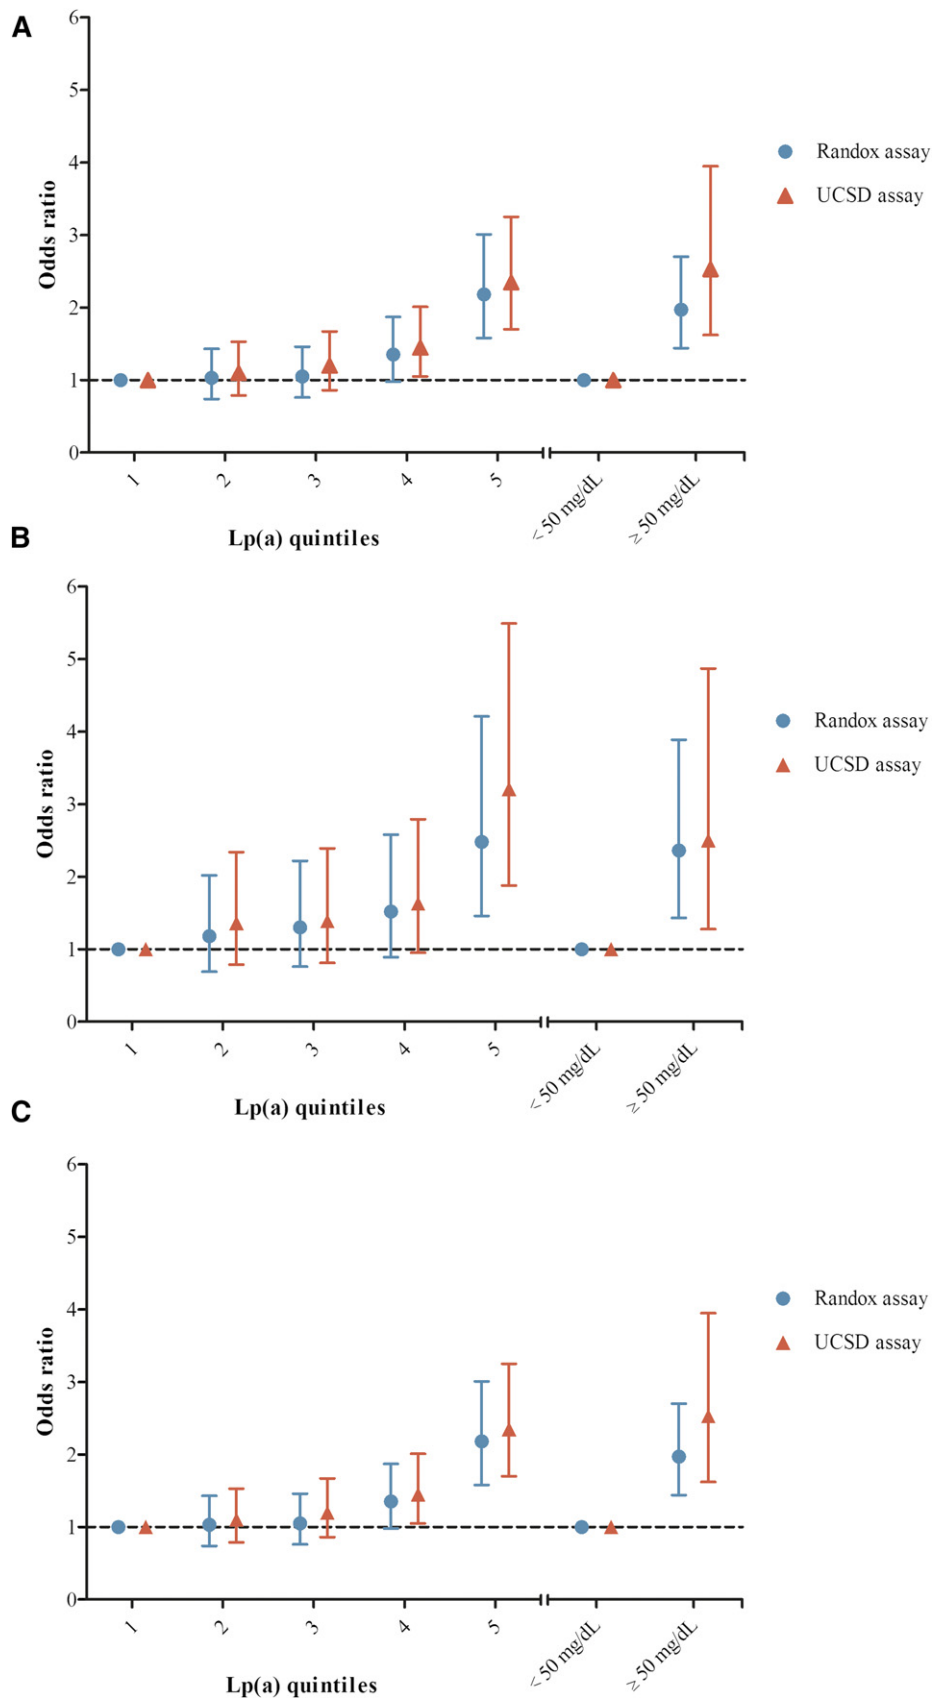 A
6
5
4
3
2
1
0
Odds ratio
Randox assay
UCSD assay
1
2
3
4
5
< 50 mg/dL
≥ 50 mg/dL
Lp(a) quintiles
B
6
5
4
3
2
1
0
Odds ratio
Randox assay
UCSD assay
1
2
3
4
5
< 50 mg/dL
≥ 50 mg/dL
Lp(a) quintiles
C
6
5
4
3
2
1
0
Odds ratio
Randox assay
UCSD assay
1
2
3
4
5
< 50 mg/dL
≥ 50 mg/dL
Lp(a) quintiles